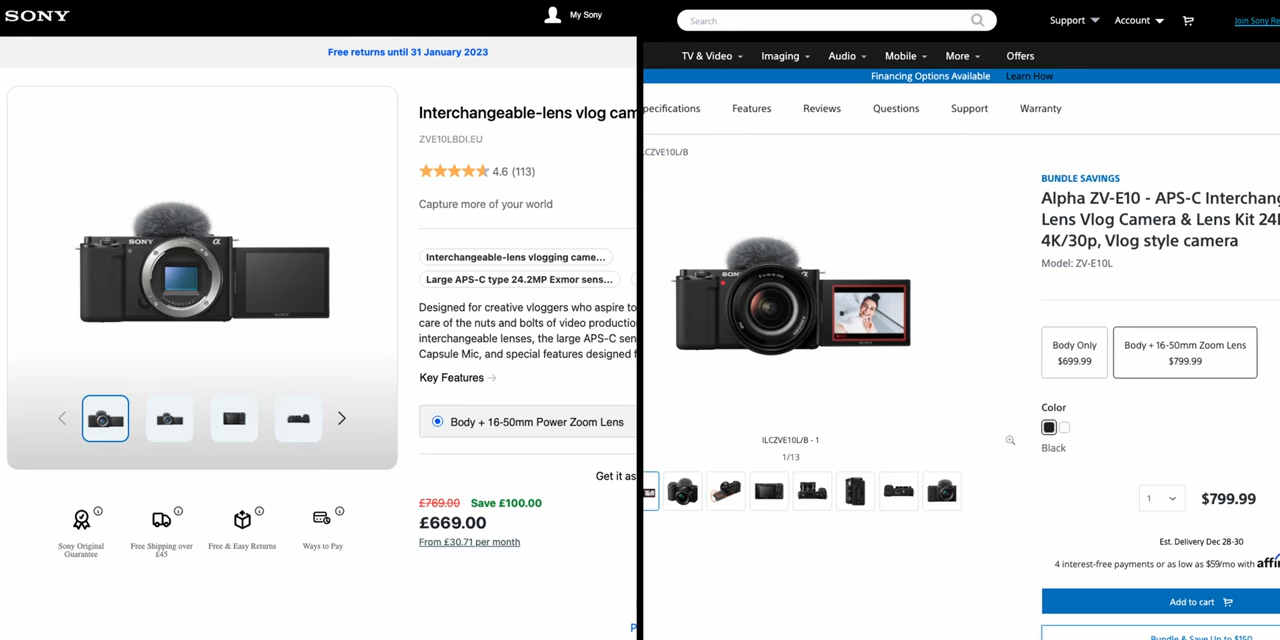 SONY
My Sony
Free returns until 31 January 2023
Interchangeable-lens vlog cam
ZVE10LBDI.EU
4.6 (113)
Capture more of your world
Interchangeable-lens vlogging came...
Large APS-C type 24.2MP Exmor sens...
Designed for creative vloggers who aspire to
care of the nuts and bolts of video productio
interchangeable lenses, the large APS-C sen
Capsule Mic, and special features designed f
Key Features
Body + 16-50mm Power Zoom Lens
Get it as
£769.00 Save £100.00
£669.00
From £30.71 per month
SONY
Sony Original
Guarantee
Free Shipping over
£45
Free & Easy Returns
Ways to Pay
P
Search
Support
Account
Join Sony Re
TV & Video
Imaging
Audio
Mobile
More
Offers
Financing Options Available Learn How
pecifications
Features
Reviews
Questions
Support
Warranty
LCZVE10L/B
BUNDLE SAVINGS
Alpha ZV-E10 - APS-C Interchang
Lens Vlog Camera & Lens Kit 24
4K/30p, Vlog style camera
Model: ZV-E10L
Body Only
$699.99
Body + 16-50mm Zoom Lens
$799.99
Color
Black
ILCZVE10L/B - 1
1/13
1
$799.99
Est. Delivery Dec 28-30
4 interest-free payments or as low as $59/mo with affi
Add to cart
Bundle & Save Up to $150